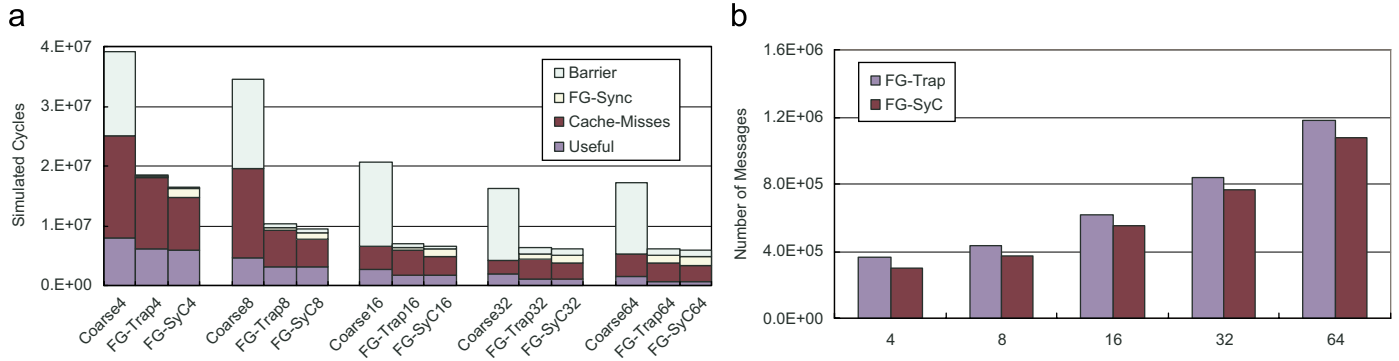 a
Simulated Cycles
4.E+07
3.E+07
2.E+07
1.E+07
0.E+00
Barrier
FG-Sync
Cache-Misses
Useful
Coarse4
FG-Trap4
FG-SyC4
Coarse8
FG-Trap8
FG-SyC8
Coarse16
FG-Trap16
FG-SyC16
Coarse32
FG-Trap32
FG-SyC32
Coarse64
FG-Trap64
FG-SyC64
b
Number of Messages
1.6E+06
1.2E+06
8.0E+05
4.0E+05
0.0E+00
FG-Trap
FG-SyC
4
8
16
32
64